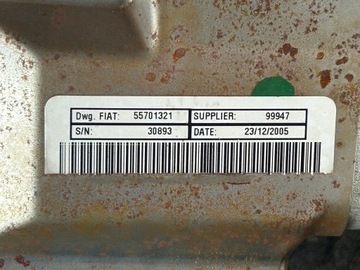 Dwg. FIAT: 55701321 SUPPLIER: 99947
S/N: 30893 DATE: 23/12/2005